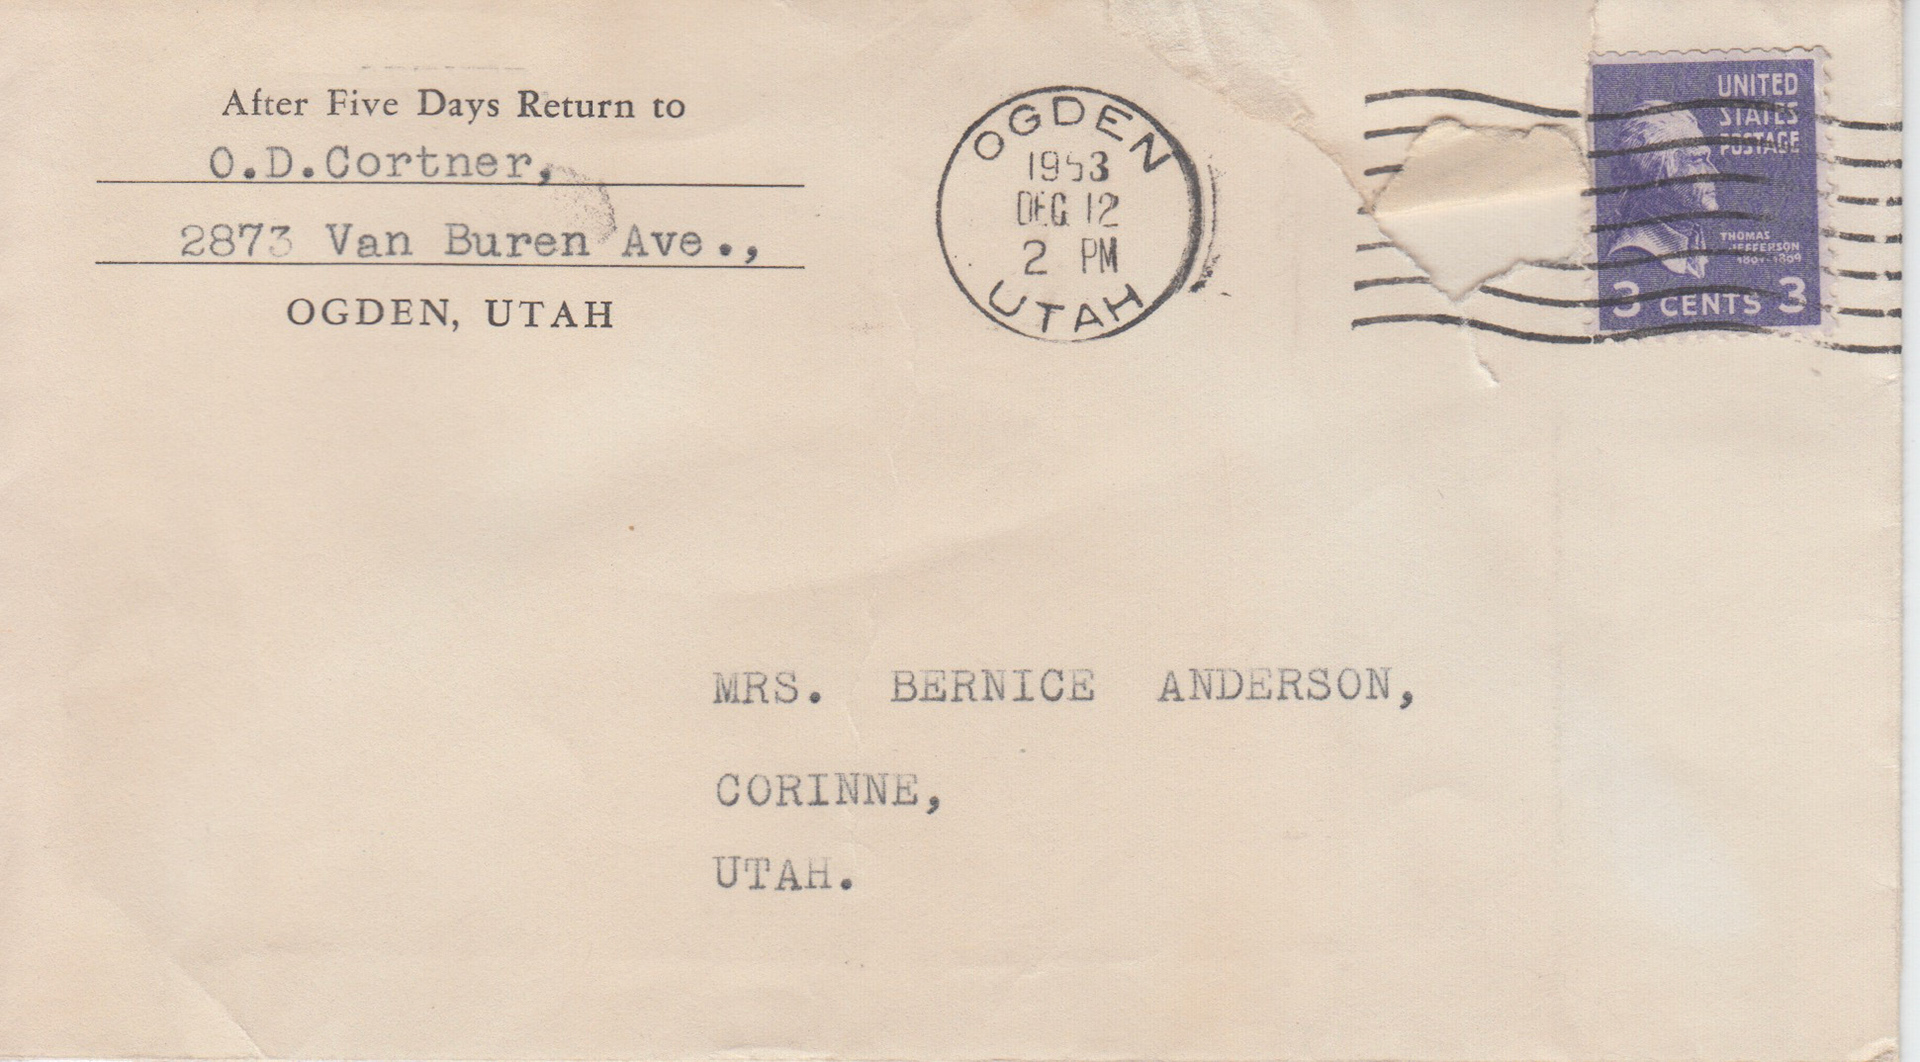 After Five Days Return to
O.D.Cortner,
2873 Van Buren Ave.,
OGDEN, UTAH
OGDEN
1953
DEC 12
2 PM
UTAH
UNITED
STATES
POSTAGE
THOMAS
JEFFERSON
3 CENTS 3
MRS. BERNICE ANDERSON,
CORINNE,
UTAH.